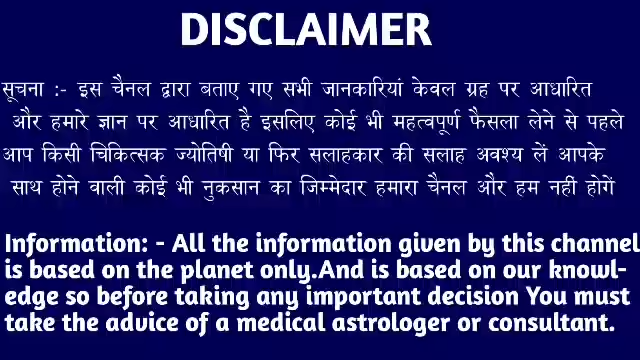 DISCLAIMER
सूचना :- इस चैनल द्वारा बताए गए सभी जानकारियां केवल ग्रह पर आधारित
और हमारे ज्ञान पर आधारित है इसलिए कोई भी महत्वपूर्ण फैसला लेने से पहले
आप किसी चिकित्सक ज्योतिषी या फिर सलाहकार की सलाह अवश्य लें आपके
साथ होने वाली कोई भी नुकसान का जिम्मेदार हमारा चैनल और हम नहीं होगें
Information: - All the information given by this channel
is based on the planet only.And is based on our knowl-
edge so before taking any important decision You must
take the advice of a medical astrologer or consultant.